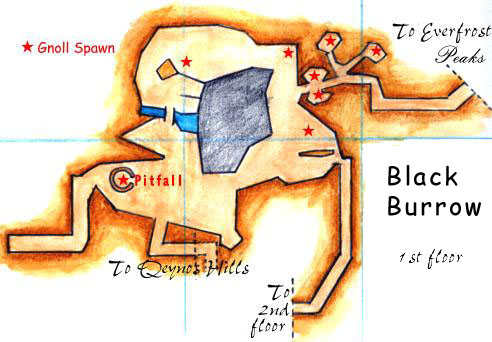 Gnoll Spawn
To Everfrost
Peaks
Pitfall
Black
Burrow
1st floor
To Qeynos Hills
To
2nd
floor